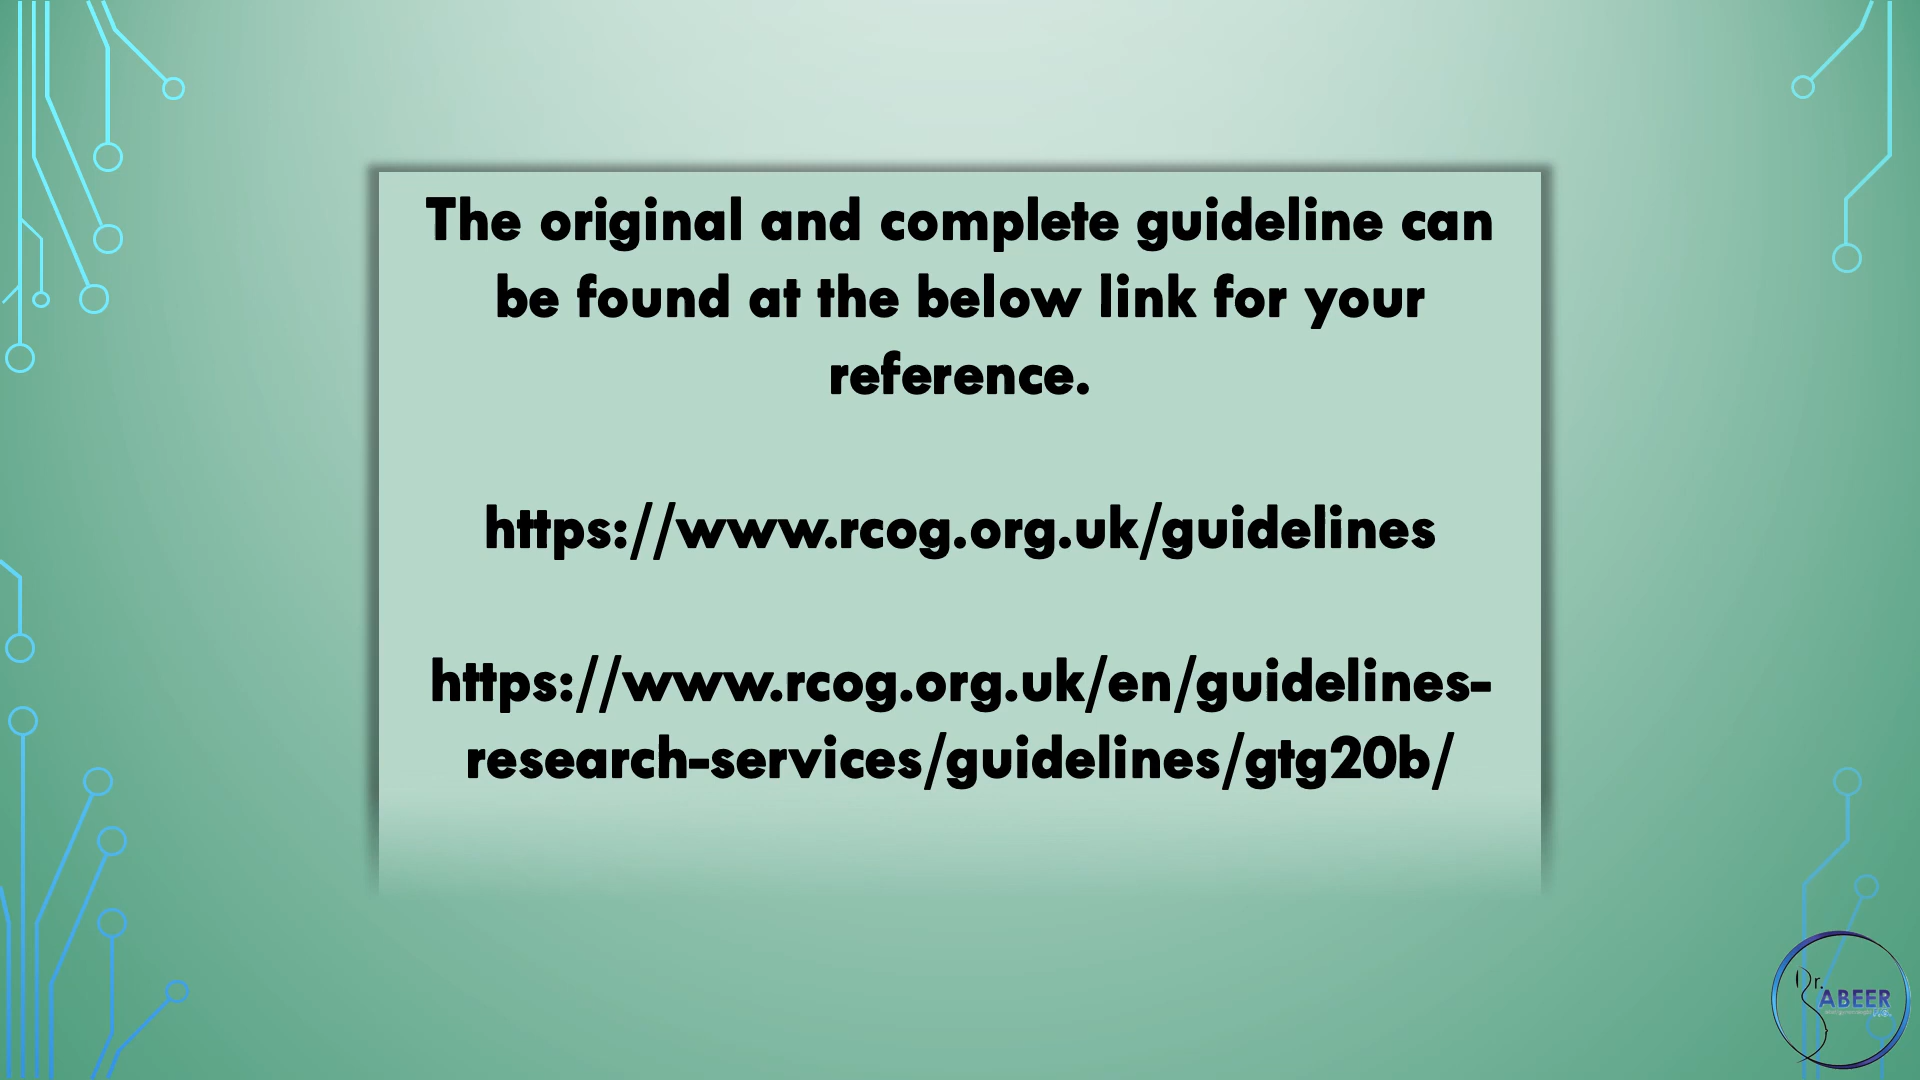 The original and complete guideline can
be found at the below link for your
reference.
https://www.rcog.org.uk/guidelines
https://www.rcog.org.uk/en/guidelines-
research-services/guidelines/gtg20b/
Dr.
ABEER